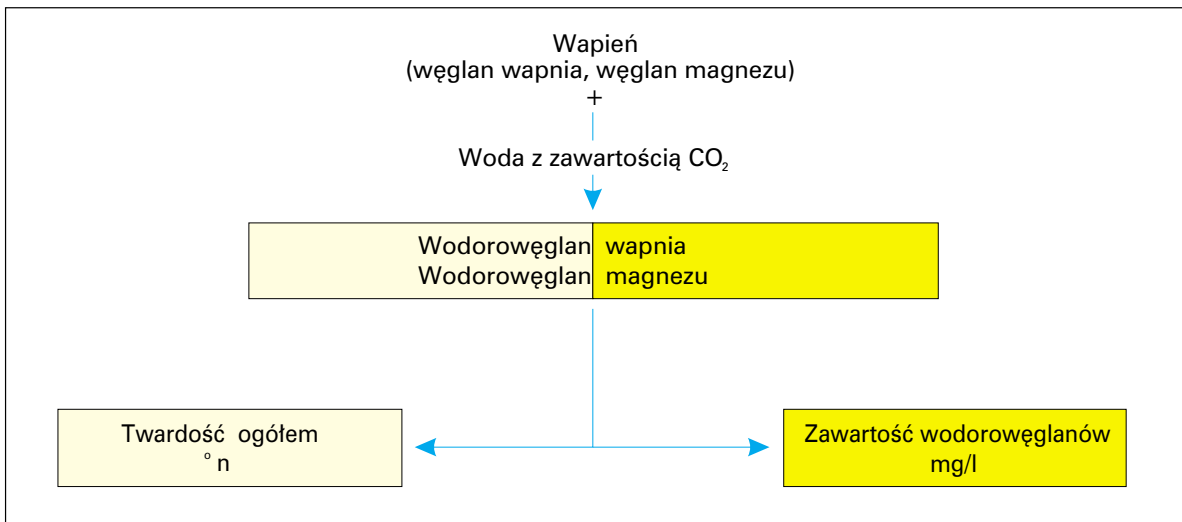 Wapień
(węglan wapnia, węglan magnezu)
+
Woda z zawartością CO₂
Wodorowęglan wapnia
Wodorowęglan magnezu
Twardość ogółem
° n
Zawartość wodorowęglanów
mg/l